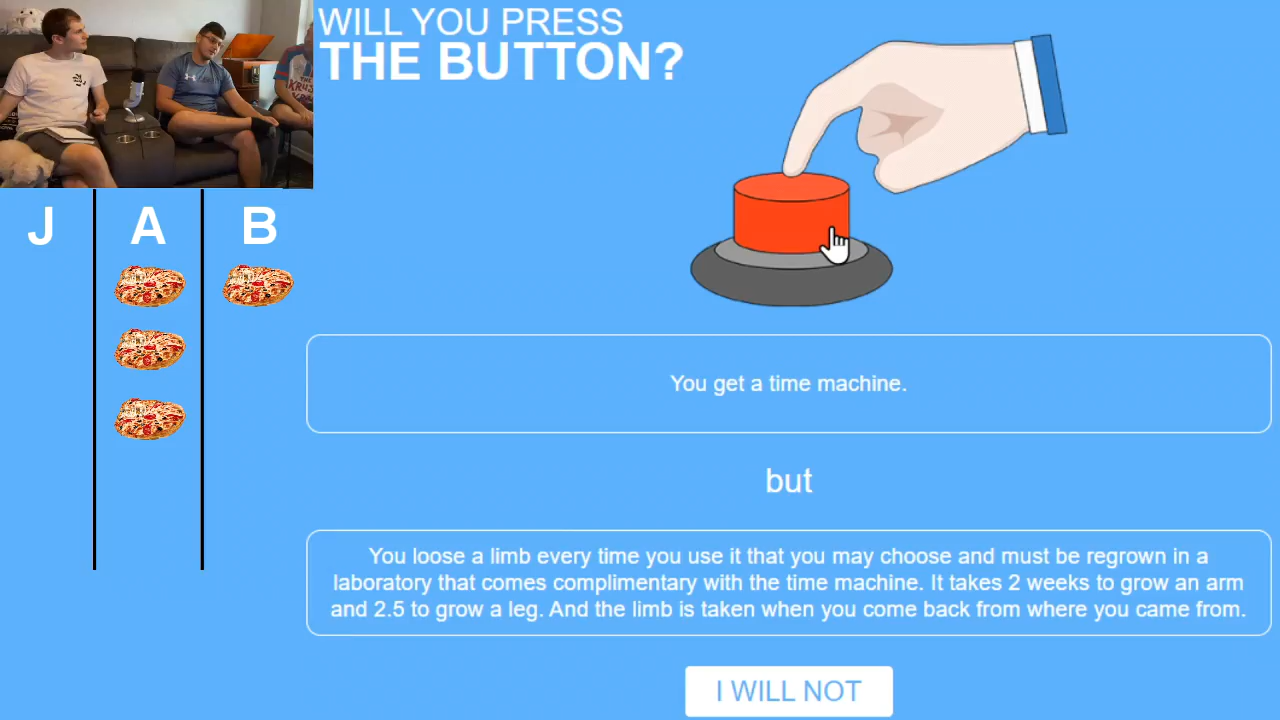 WILL YOU PRESS
THE BUTTON?
J A B
You get a time machine.
but
You loose a limb every time you use it that you may choose and must be regrown in a
laboratory that comes complimentary with the time machine. It takes 2 weeks to grow an arm
and 2.5 to grow a leg. And the limb is taken when you come back from where you came from.
I WILL NOT